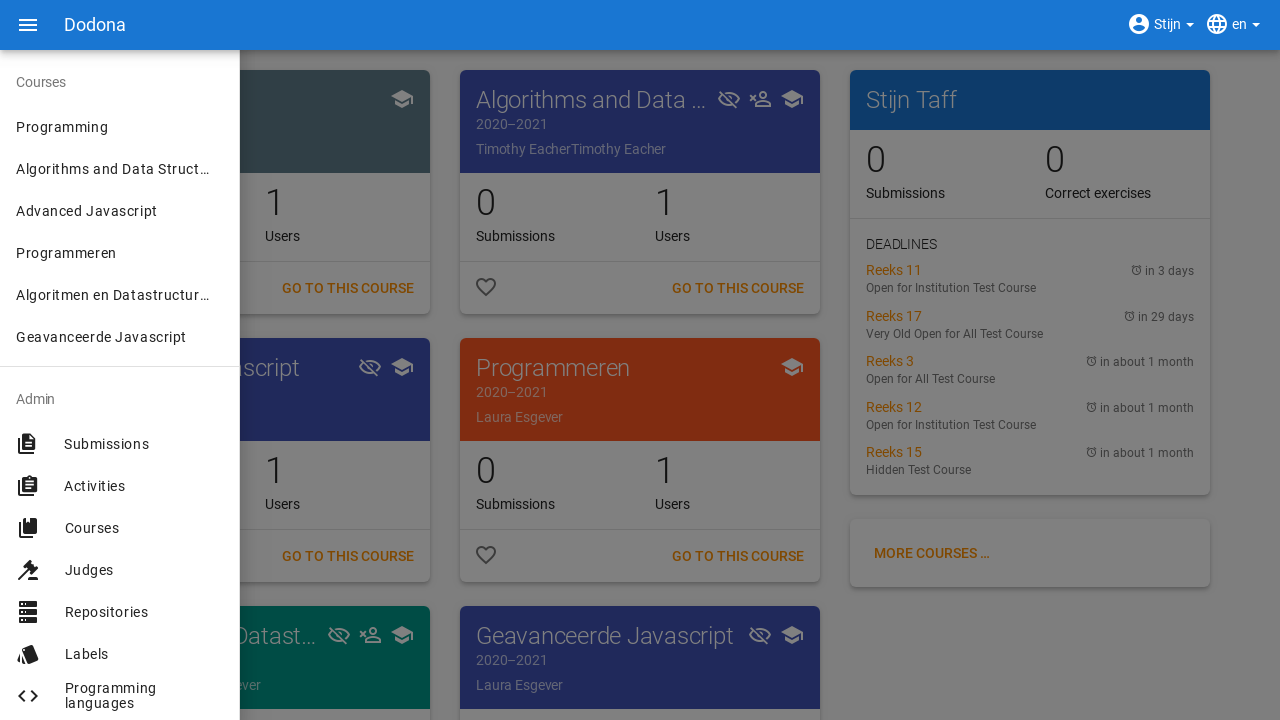 Dodona
Stijn
en
Courses
Programming
Algorithms and Data Struct...
Advanced Javascript
Programmeren
Algoritmen en Datastructur...
Geavanceerde Javascript
Admin
Submissions
Activities
Courses
Judges
Repositories
Labels
Programming
languages
1
Users
GO TO THIS COURSE
Algorithms and Data ...
2020–2021
Timothy EacherTimothy Eacher
0
Submissions
1
Users
GO TO THIS COURSE
script
1
Users
GO TO THIS COURSE
Programmeren
2020–2021
Laura Esgever
0
Submissions
1
Users
GO TO THIS COURSE
Datast...
ever
Geavanceerde Javascript
2020–2021
Laura Esgever
Stijn Taff
0
Submissions
0
Correct exercises
DEADLINES
Reeks 11 in 3 days
Open for Institution Test Course
Reeks 17 in 29 days
Very Old Open for All Test Course
Reeks 3 in about 1 month
Open for All Test Course
Reeks 12 in about 1 month
Open for Institution Test Course
Reeks 15 in about 1 month
Hidden Test Course
MORE COURSES ...